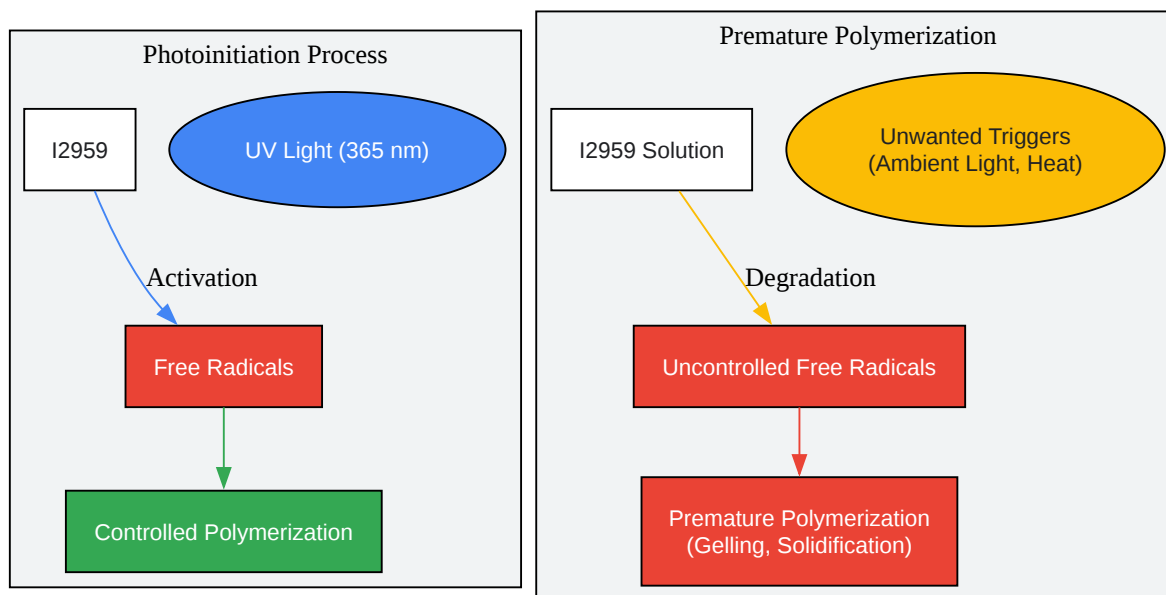 Photoinitiation Process
I2959
UV Light (365 nm)
Activation
Free Radicals
Controlled Polymerization
Premature Polymerization
I2959 Solution
Unwanted Triggers
(Ambient Light, Heat)
Degradation
Uncontrolled Free Radicals
Premature Polymerization
(Gelling, Solidification)